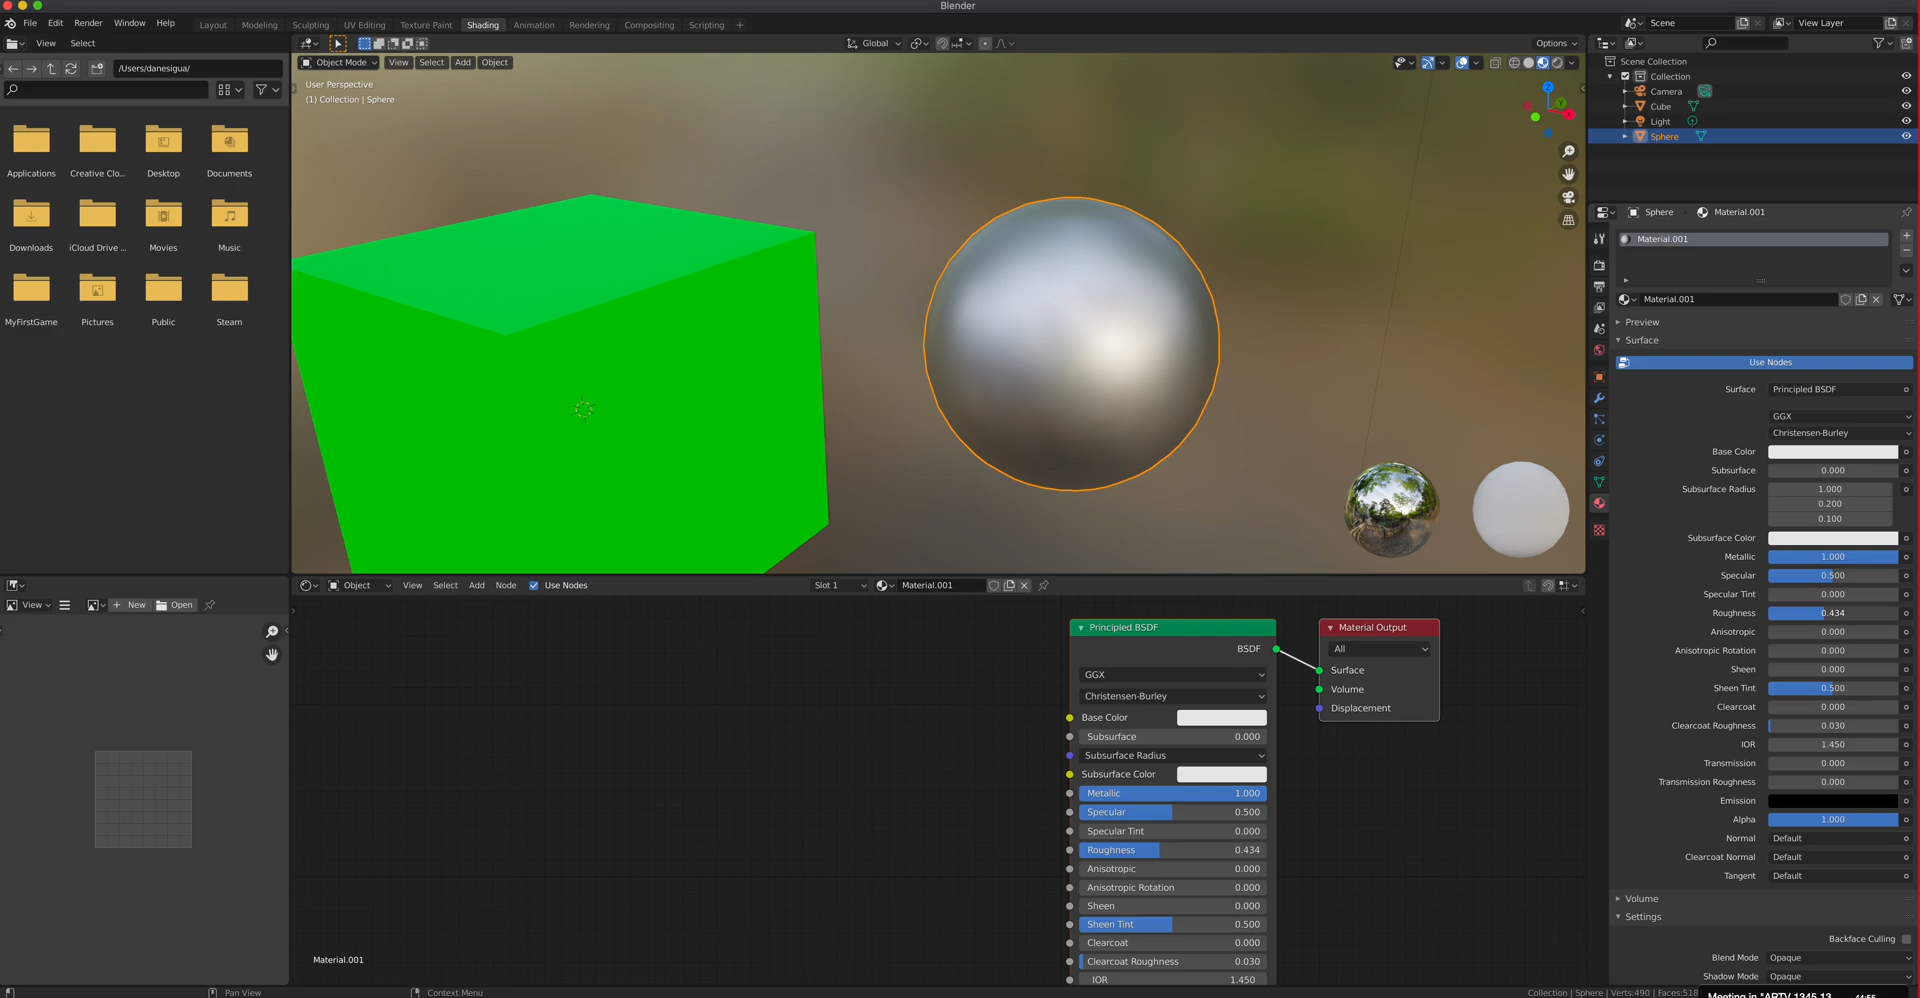 Blender
File Edit Render Window Help
Layout Modeling Sculpting UV Editing Texture Paint Shading Animation Rendering Compositing Scripting +
Scene View Layer
View Select
Global
Options
/Users/danesigua/
Object Mode View Select Add Object
User Perspective
(1) Collection | Sphere
Z
Y
X
Applications Creative Clo... Desktop Documents
Downloads iCloud Drive ... Movies Music
MyFirstGame Pictures Public Steam
Scene Collection
Collection
Camera
Cube
Light
Sphere
Sphere Material.001
Material.001
Material.001
Preview
Surface
Use Nodes
Surface Principled BSDF
GGX
Christensen-Burley
Base Color
Subsurface 0.000
Subsurface Radius 1.000
0.200
0.100
Subsurface Color
Metallic 1.000
Specular 0.500
Specular Tint 0.000
Roughness 0.434
Anisotropic 0.000
Anisotropic Rotation 0.000
Sheen 0.000
Sheen Tint 0.500
Clearcoat 0.000
Clearcoat Roughness 0.030
IOR 1.450
Transmission 0.000
Transmission Roughness 0.000
Emission
Alpha 1.000
Normal Default
Clearcoat Normal Default
Tangent Default
Volume
Settings
Backface Culling
Blend Mode Opaque
Shadow Mode Opaque
View New Open
Object View Select Add Node Use Nodes Slot 1 Material.001
Principled BSDF
BSDF
GGX
Christensen-Burley
Base Color
Subsurface 0.000
Subsurface Radius
Subsurface Color
Metallic 1.000
Specular 0.500
Specular Tint 0.000
Roughness 0.434
Anisotropic 0.000
Anisotropic Rotation 0.000
Sheen 0.000
Sheen Tint 0.500
Clearcoat 0.000
Clearcoat Roughness 0.030
IOR 1.450
Material Output
All
Surface
Volume
Displacement
Material.001
Pan View Context Menu
Collection | Sphere | Verts:490 | Faces:518
Meeting in "ARTV 1345 13